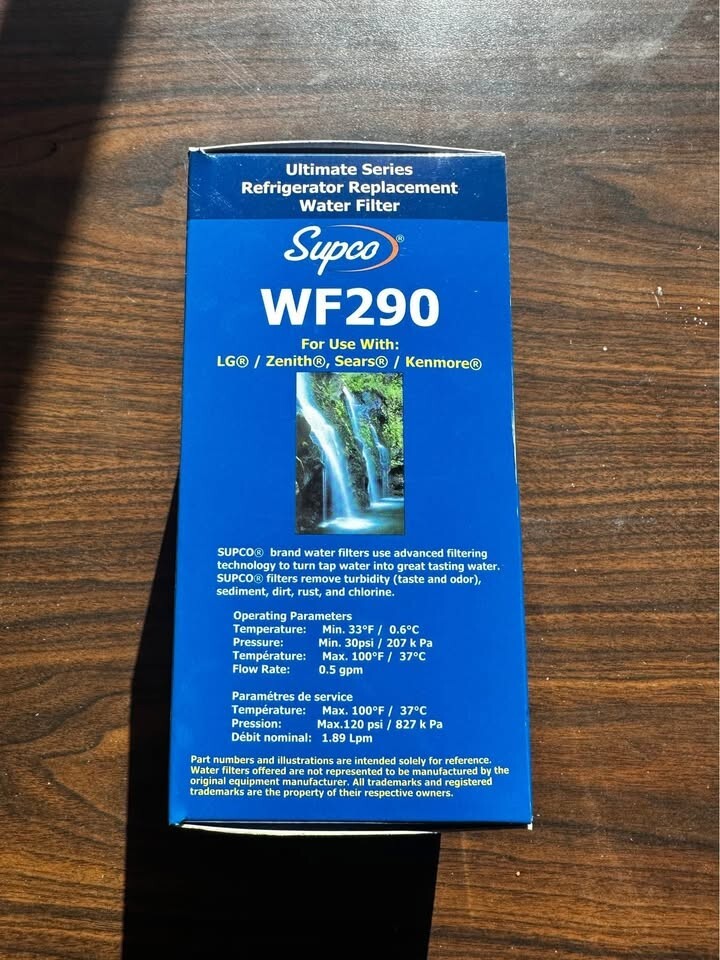 Ultimate Series
Refrigerator Replacement
Water Filter
Supco®
WF290
For Use With:
LG® / Zenith®, Sears® / Kenmore®
SUPCO® brand water filters use advanced filtering
technology to turn tap water into great tasting water.
SUPCO® filters remove turbidity (taste and odor),
sediment, dirt, rust, and chlorine.
Operating Parameters
Temperature: Min. 33°F / 0.6°C
Pressure: Min. 30psi / 207 k Pa
Température: Max. 100°F / 37°C
Flow Rate: 0.5 gpm
Paramétres de service
Température: Max. 100°F / 37°C
Pression: Max.120 psi / 827 k Pa
Débit nominal: 1.89 Lpm
Part numbers and illustrations are intended solely for reference.
Water filters offered are not represented to be manufactured by the
original equipment manufacturer. All trademarks and registered
trademarks are the property of their respective owners.